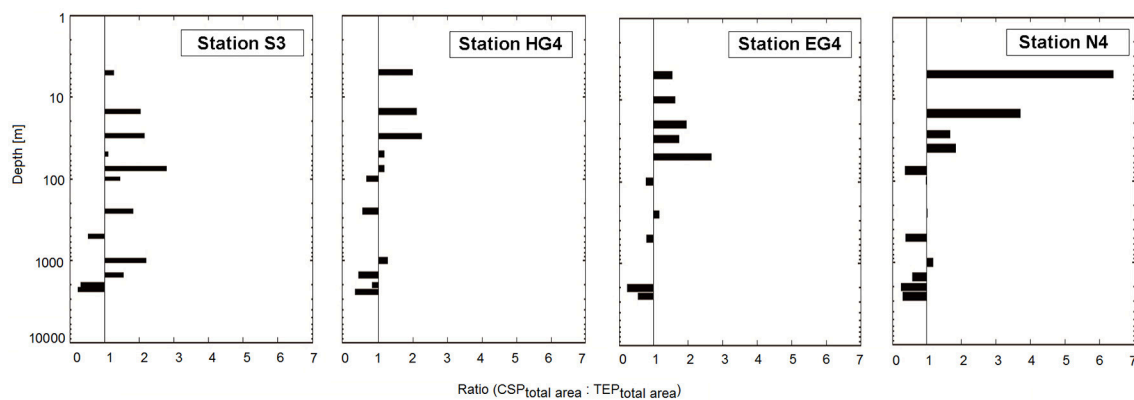 Station S3
Station HG4
Station EG4
Station N4
Depth [m]
1
10
100
1000
10000
0 1 2 3 4 5 6 7
0 1 2 3 4 5 6 7
0 1 2 3 4 5 6 7
0 1 2 3 4 5 6 7
Ratio (CSPtotal area : TEPtotal area)